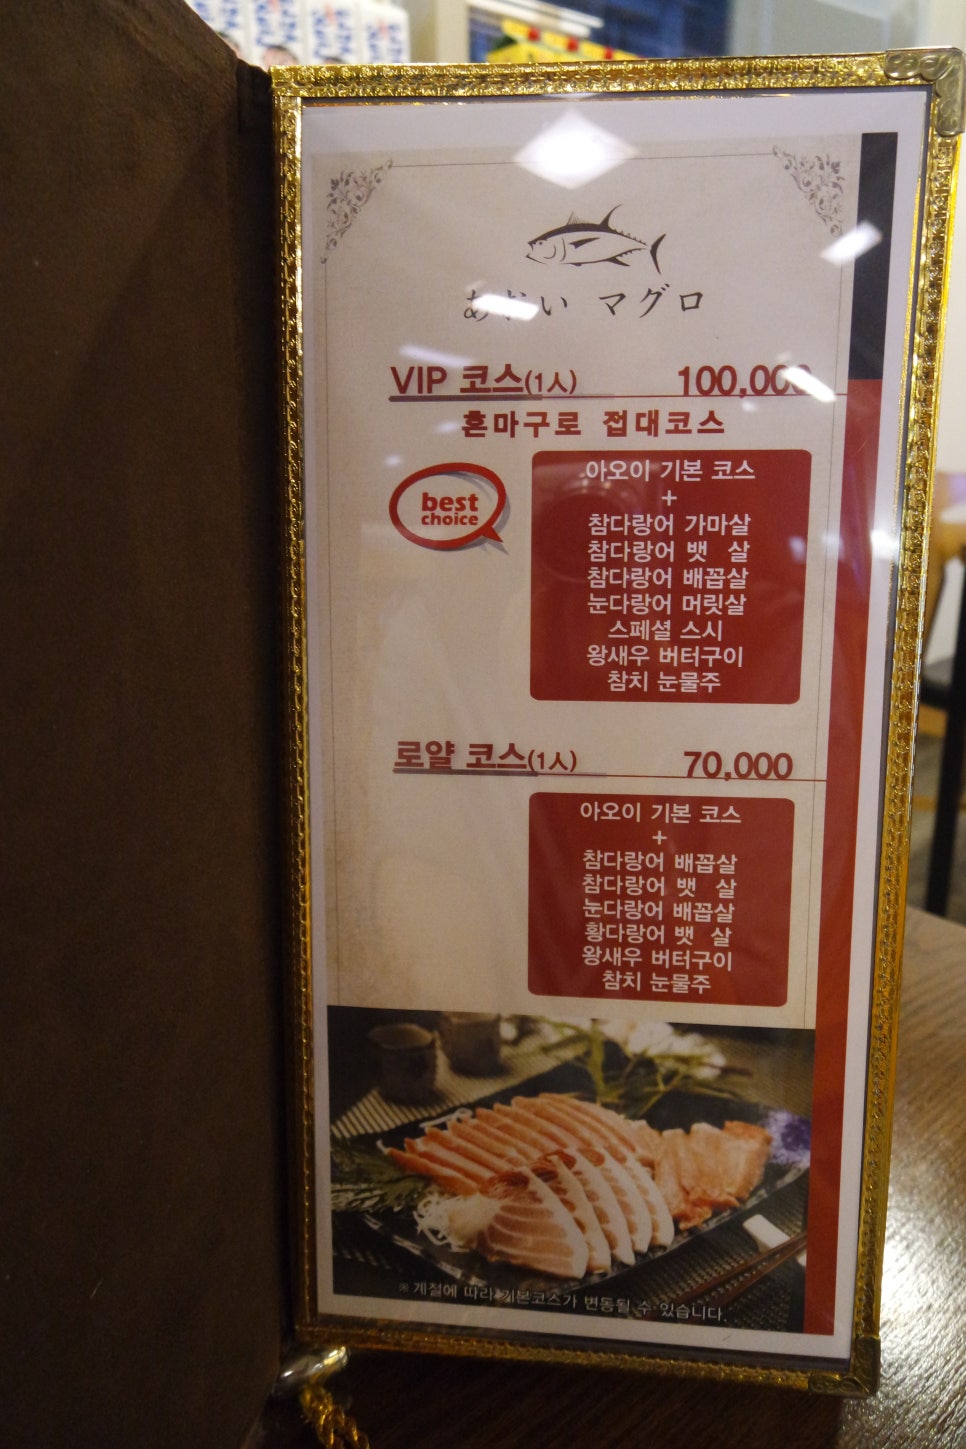 あおい マグロ
VIP 코스(1人) 100,000
혼마구로 접대코스
best
choice
아오이 기본 코스
+
참다랑어 가마살
참다랑어 뱃 살
참다랑어 배꼽살
눈다랑어 머릿살
스페셜 스시
왕새우 버터구이
참치 눈물주
로얄 코스(1人) 70,000
아오이 기본 코스
+
참다랑어 배꼽살
참다랑어 뱃 살
눈다랑어 배꼽살
황다랑어 뱃 살
왕새우 버터구이
참치 눈물주
※계절에 따라 기본코스가 변동될 수 있습니다.